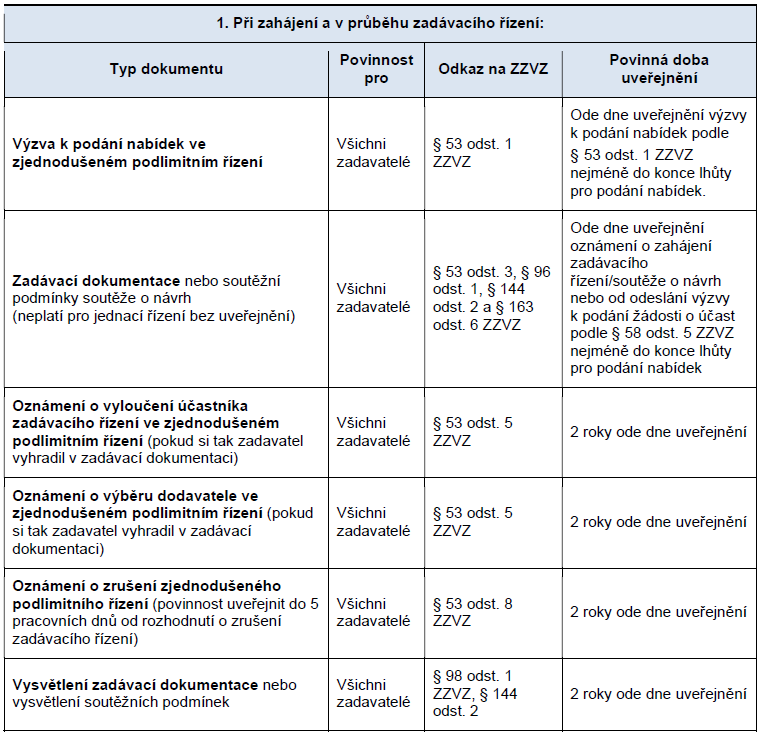 1. Při zahájení a v průběhu zadávacího řízení:
Typ dokumentu
Povinnost
pro
Odkaz na ZZVZ
Povinná doba
uveřejnění
Výzva k podání nabídek ve
zjednodušeném podlimitním řízení
Všichni
zadavatelé
§ 53 odst. 1
ZZVZ
Ode dne uveřejnění výzvy
k podání nabídek podle
§ 53 odst. 1 ZZVZ
nejméně do konce lhůty
pro podání nabídek.
Zadávací dokumentace nebo soutěžní
podmínky soutěže o návrh
(neplatí pro jednací řízení bez uveřejnění)
Všichni
zadavatelé
§ 53 odst. 3, § 96
odst. 1, § 144
odst. 2 a § 163
odst. 6 ZZVZ
Ode dne uveřejnění
oznámení o zahájení
zadávacího
řízení/soutěže o návrh
nebo od odeslání výzvy
k podání žádosti o účast
podle § 58 odst. 5 ZZVZ
nejméně do konce lhůty
pro podání nabídek
Oznámení o vyloučení účastníka
zadávacího řízení ve zjednodušeném
podlimitním řízení (pokud si tak zadavatel
vyhradil v zadávací dokumentaci)
Všichni
zadavatelé
§ 53 odst. 5
ZZVZ
2 roky ode dne uveřejnění
Oznámení o výběru dodavatele ve
zjednodušeném podlimitním řízení (pokud
si tak zadavatel vyhradil v zadávací
dokumentaci)
Všichni
zadavatelé
§ 53 odst. 5
ZZVZ
2 roky ode dne uveřejnění
Oznámení o zrušení zjednodušeného
podlimitního řízení (povinnost uveřejnit do 5
pracovních dnů od rozhodnutí o zrušení
zadávacího řízení)
Všichni
zadavatelé
§ 53 odst. 8
ZZVZ
2 roky ode dne uveřejnění
Vysvětlení zadávací dokumentace nebo
vysvětlení soutěžních podmínek
Všichni
zadavatelé
§ 98 odst. 1
ZZVZ, § 144
odst. 2
2 roky ode dne uveřejnění